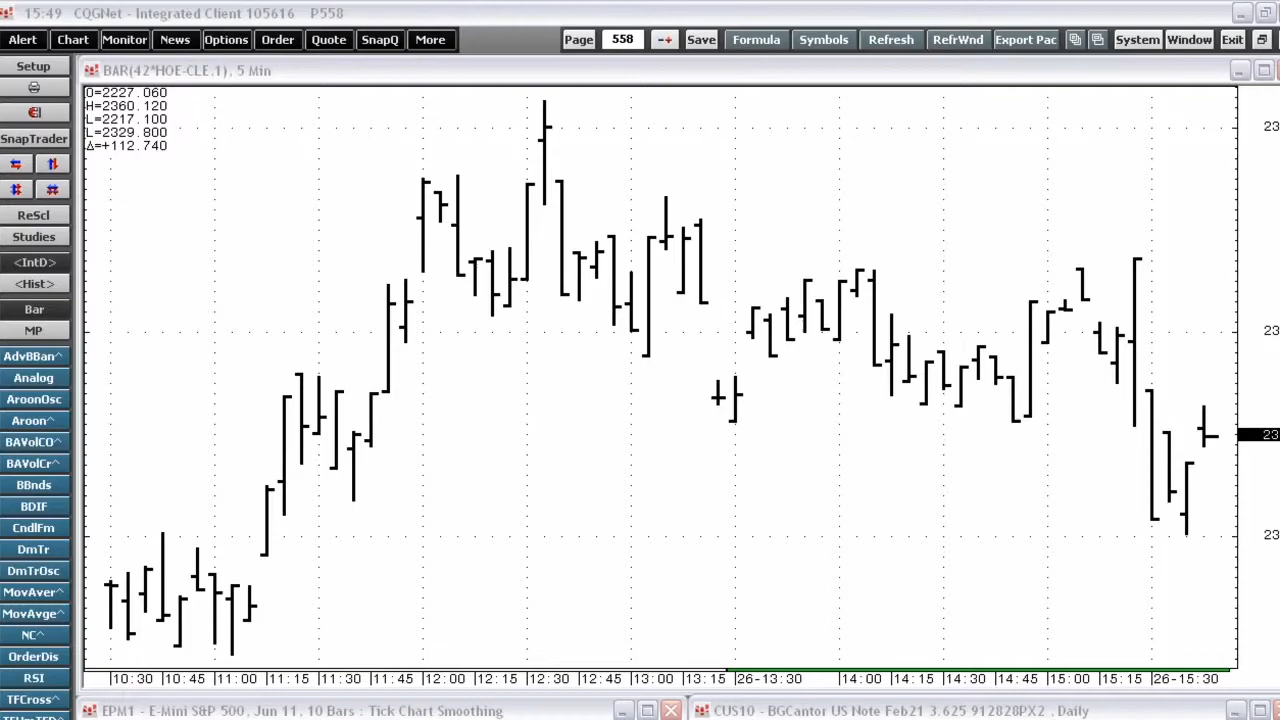 15:49 CQGNet - Integrated Client 105616 P558
Alert Chart Monitor News Options Order Quote SnapQ More Page 558 -+ Save Formula Symbols Refresh RefrWnd Export Pac System Window Exit
Setup
BAR(42*HOE-CLE,1), 5 Min
O=2227.060
H=2360.120
L=2217.100
L=2329.800
Δ=+112.740
SnapTrader
ReScl
Studies
<IntD>
<Hist>
Bar
MP
AdvBBan^
Analog
AroonOsc
Aroon^
BAVolCO^
BAVolCr^
BBnds
BDIF
CndlFm
DmTr
DmTrOsc
MovAver^
MovAvge^
NC^
OrderDis
RSI
TFCross^
23
23
23
23
10:30 10:45 11:00 11:15 11:30 11:45 12:00 12:15 12:30 12:45 13:00 13:15 26-13:30 14:00 14:15 14:30 14:45 15:00 15:15 26-15:30
EPM1 - E-Mini S&P 500, Jun 11, 10 Bars : Tick Chart Smoothing
CUS10 - BGCantor US Note Feb21 3.625 912828PX2 , Daily